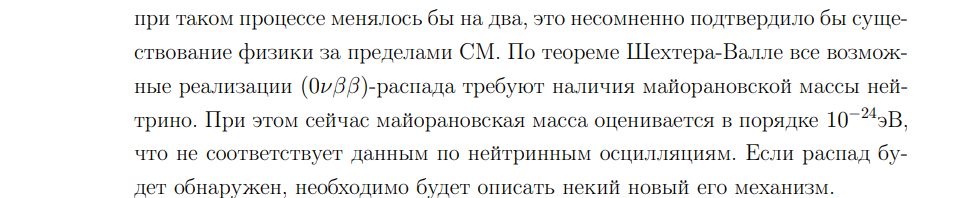 при таком процессе менялось бы на два, это несомненно подтвердило бы суще-
ствование физики за пределами СМ. По теореме Шехтера-Валле все возмож-
ные реализации (0νββ)-распада требуют наличия майорановской массы ней-
трино. При этом сейчас майорановская масса оценивается в порядке 10⁻²⁴эВ,
что не соответствует данным по нейтринным осцилляциям. Если распад бу-
дет обнаружен, необходимо будет описать некий новый его механизм.